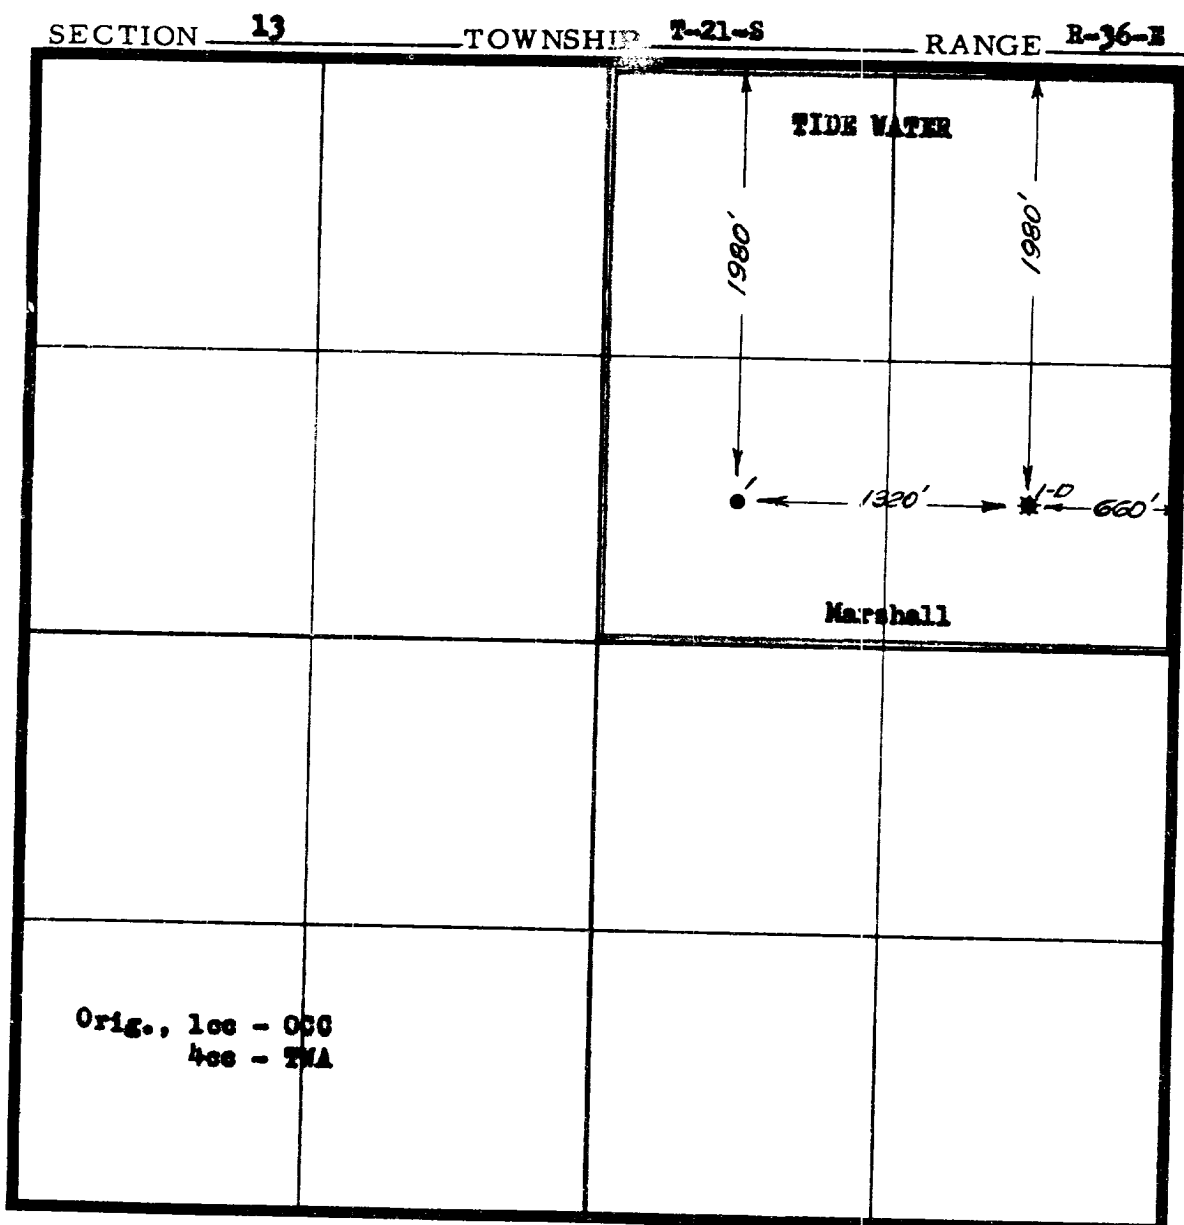 SECTION 13 TOWNSHIP T-21-S RANGE R-36-E
TIDE WATER
1980'
1980'
1
1320'
1-D
660'
Marshall
Orig., 1cc - OCC
4cc - TWA